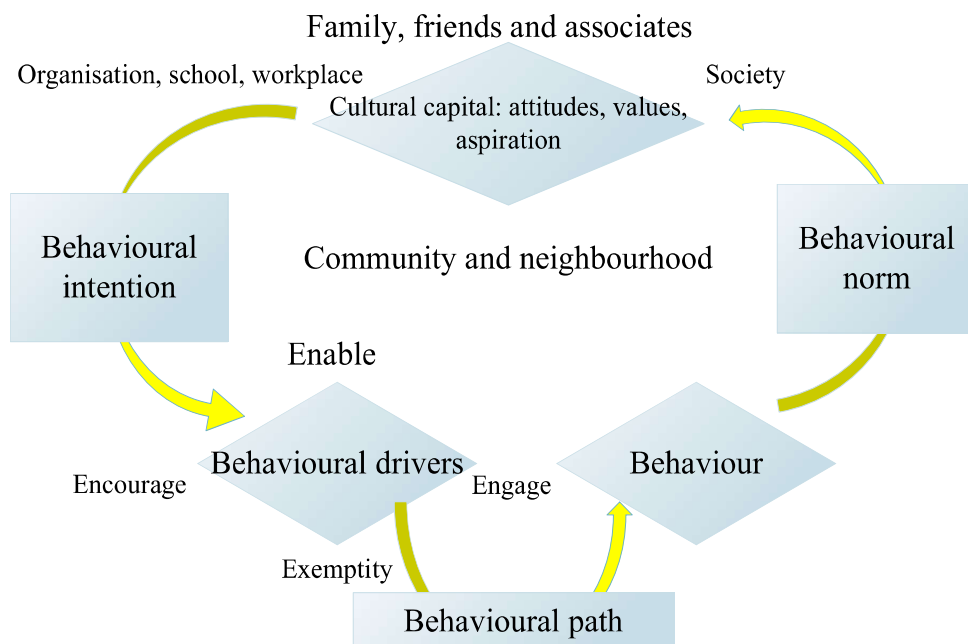 Family, friends and associates
Organisation, school, workplace
Society
Cultural capital: attitudes, values,
aspiration
Behavioural
intention
Community and neighbourhood
Behavioural
norm
Enable
Behavioural drivers
Behaviour
Encourage
Engage
Exemptity
Behavioural path